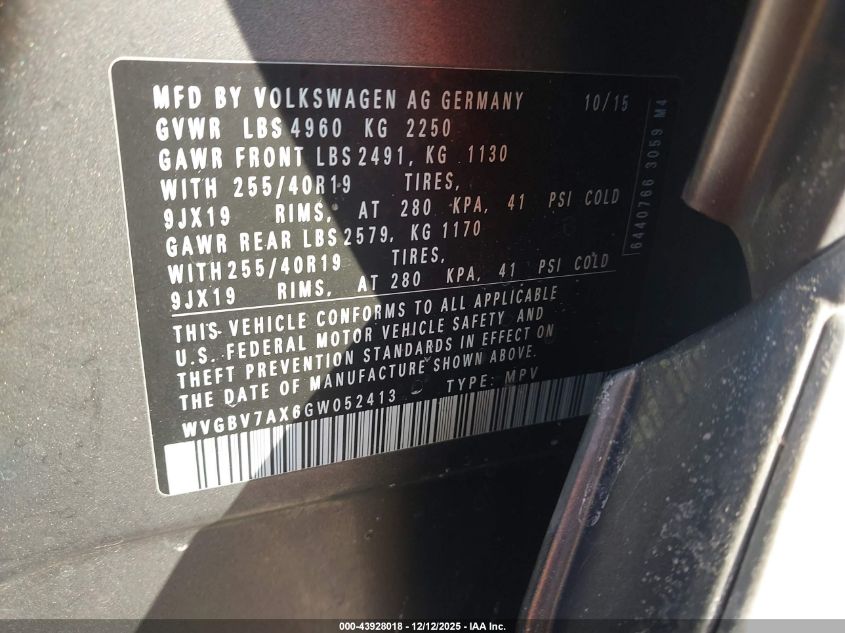 MFD BY VOLKSWAGEN AG GERMANY 10/15
GVWR LBS 4960 KG 2250
GAWR FRONT LBS 2491, KG 1130
WITH 255/40R19 TIRES,
9JX19 RIMS, AT 280 KPA, 41 PSI COLD
GAWR REAR LBS 2579, KG 1170
WITH 255/40R19 TIRES,
9JX19 RIMS, AT 280 KPA, 41 PSI COLD
THIS VEHICLE CONFORMS TO ALL APPLICABLE
U.S. FEDERAL MOTOR VEHICLE SAFETY AND
THEFT PREVENTION STANDARDS IN EFFECT ON
THE DATE OF MANUFACTURE SHOWN ABOVE.
WVGBV7AX6GW052413 TYPE: MPV
6440766 3059 M4
000-43928018 - 12/12/2025 - IAA Inc.